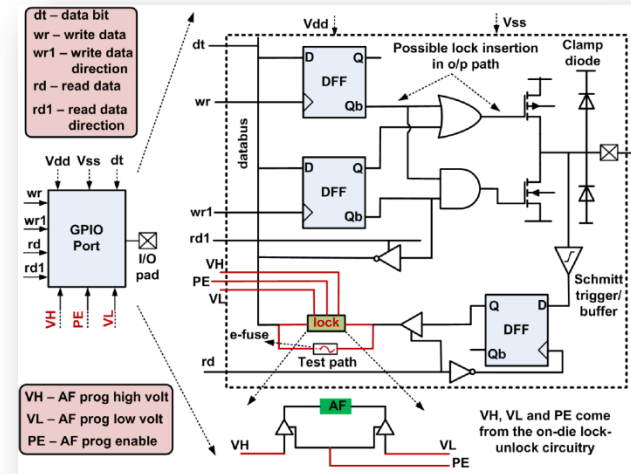 dt – data bit
wr – write data
wr1 – write data
direction
rd – read data
rd1 – read data
direction
Vdd Vss dt
wr
wr1
rd
rd1
GPIO
Port
I/O
pad
VH
PE
VL
VH – AF prog high volt
VL – AF prog low volt
PE – AF prog enable
Vdd
Vss
dt
D
Q
DFF
Qb
Possible lock insertion
in o/p path
Clamp
diode
wr
databus
D
Q
DFF
Qb
wr1
rd1
VH
PE
VL
lock
e-fuse
Test path
rd
Q
D
DFF
Qb
Schmitt
trigger/
buffer
AF
VH
VL
PE
VH, VL and PE come
from the on-die lock-
unlock circuitry